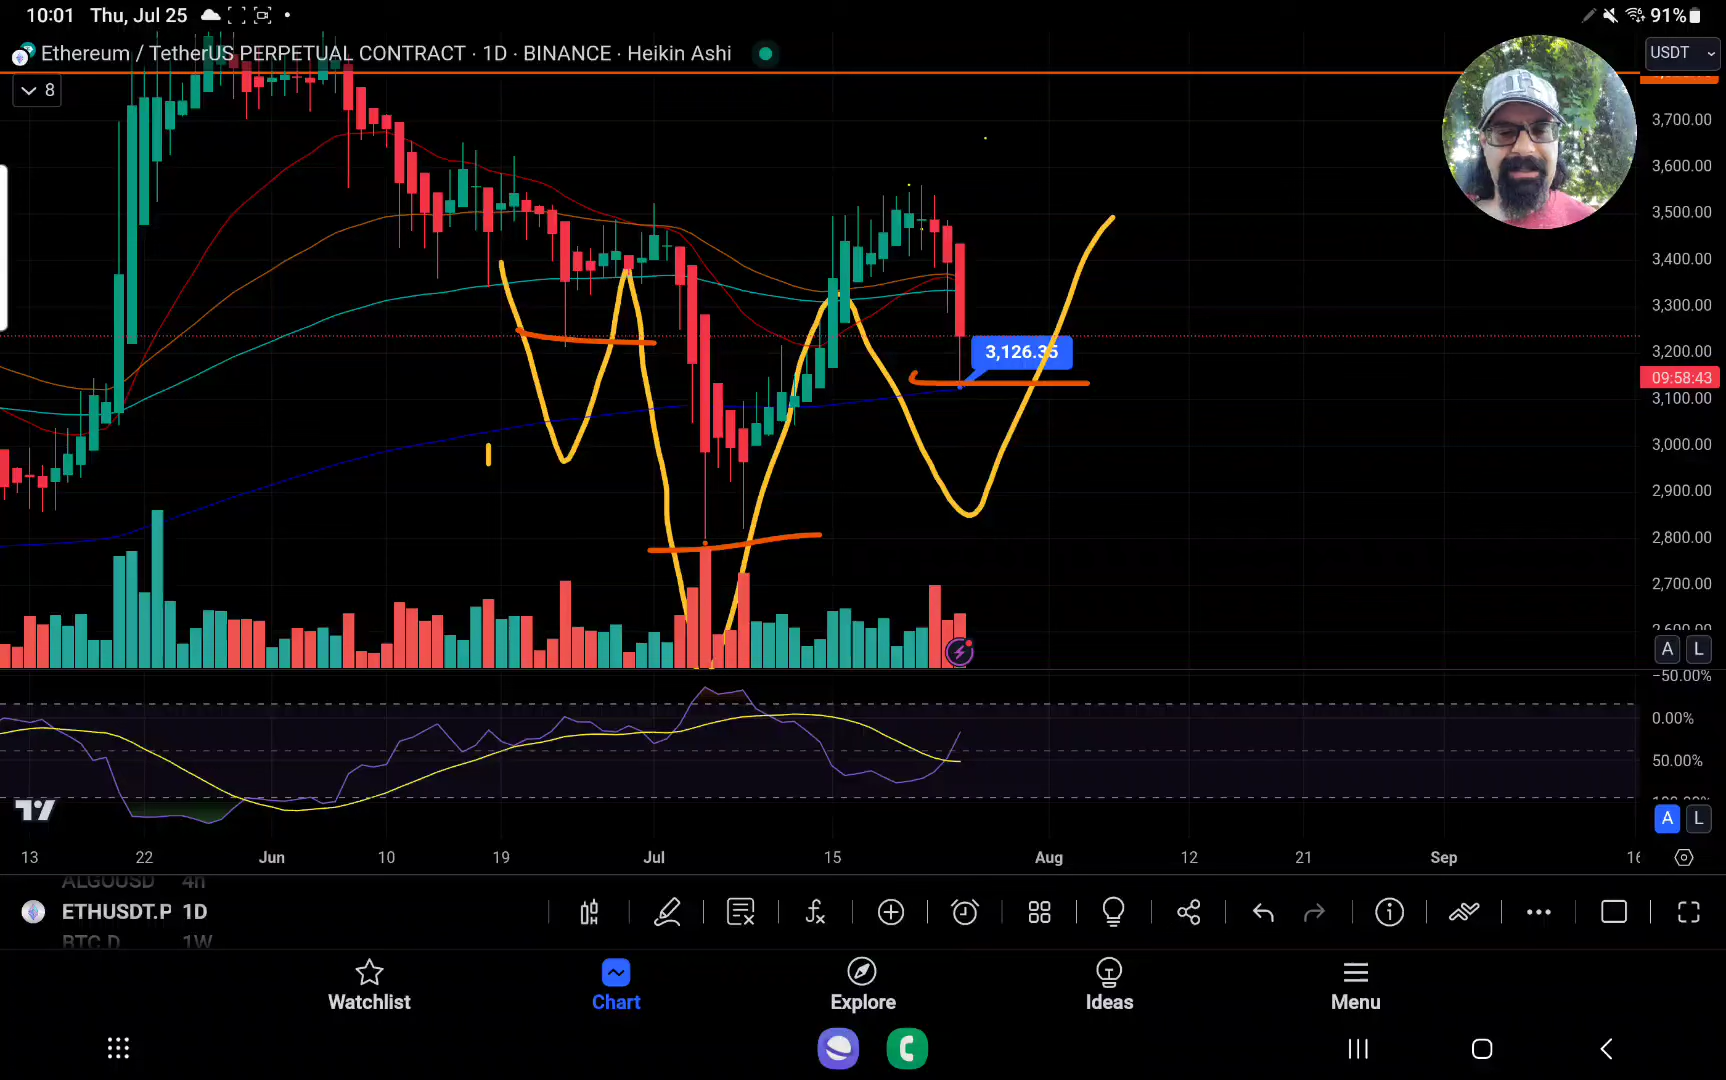 10:01 Thu, Jul 25
91%
Ethereum / TetherUS PERPETUAL CONTRACT · 1D · BINANCE · Heikin Ashi
USDT
8
3,700.00
3,600.00
3,500.00
3,400.00
3,300.00
3,126.35
3,200.00
09:58:43
3,100.00
3,000.00
2,900.00
2,800.00
2,700.00
2,600.00
A L
−50.00%
0.00%
50.00%
A L
13 22 Jun 10 19 Jul 15 Aug 12 21 Sep 16
ALGOUSD 4h
ETHUSDT.P 1D
BTC.D 1W
Watchlist Chart Explore Ideas Menu